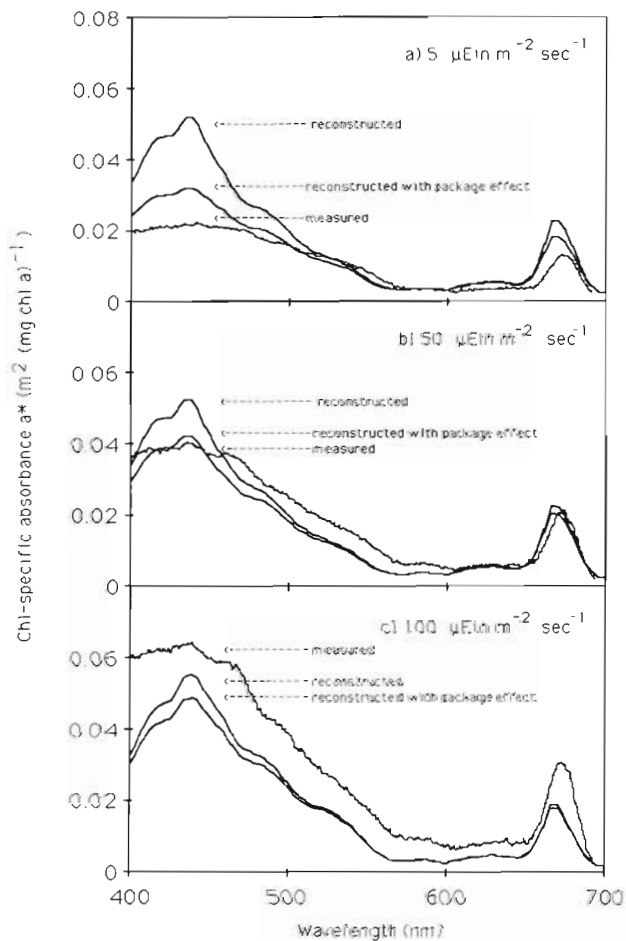 0.08
a) 5 µEin m⁻² sec⁻¹
0.06
reconstructed
0.04
reconstructed with package effect
measured
0.02
0
b) 50 µEin m⁻² sec⁻¹
0.06
reconstructed
reconstructed with package effect
0.04
measured
0.02
0
c) 100 µEin m⁻² sec⁻¹
measured
0.06
reconstructed
reconstructed with package effect
0.04
0.02
0
400 500 600 700
Wavelength (nm)
Chl-specific absorbance a* (m² (mg chl a)⁻¹)